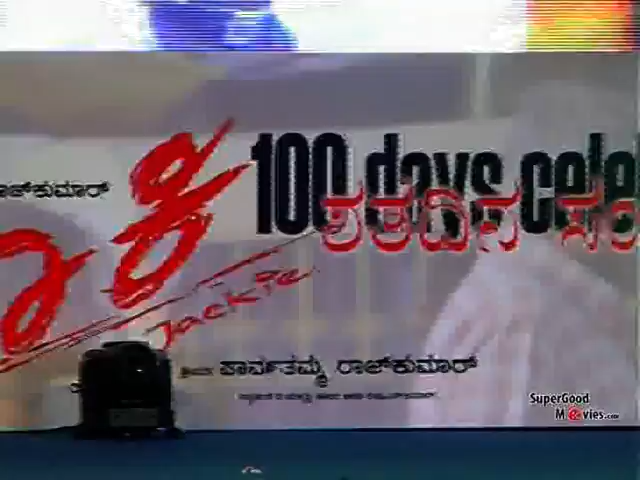 100 days cele
ರಾಜ್‌ಕುಮಾರ್
ಜಾಕಿ
ಶತದಿನ ಸಂ
Jackie
ಪಾರ್ವತಮ್ಮ ರಾಜ್‌ಕುಮಾರ್
SuperGood
Movies.com